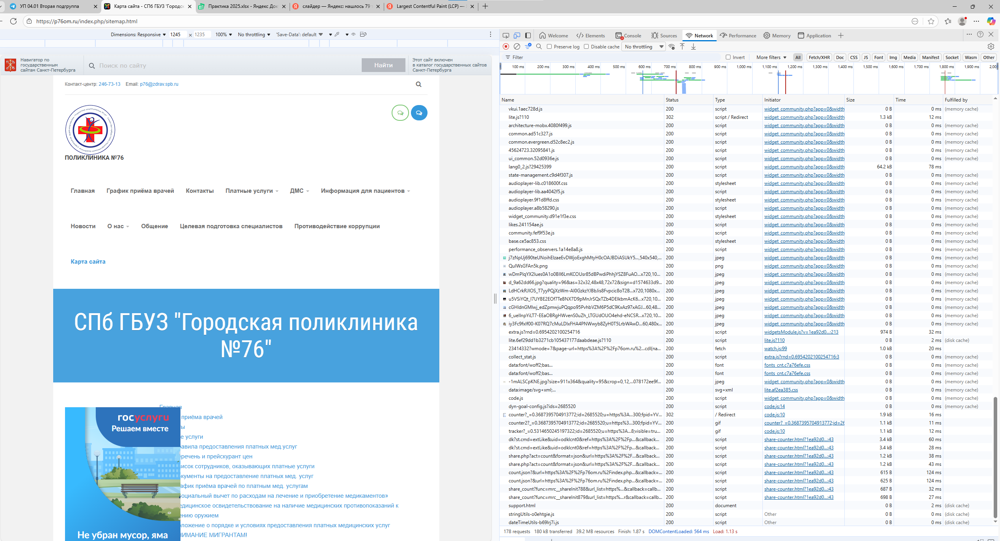 УП 04.01 Вторая подгруппа
Карта сайта - СПб ГБУЗ "Городск
Практика 2025.xlsx - Яндекс Док
слайдер — Яндекс: нашлось 79 т
Largest Contentful Paint (LCP) —
https://p76om.ru/index.php/sitemap.html
Dimensions: Responsive 1245 × 1235 100% No throttling 'Save-Data': default
Навигатор по
государственным
сайтам Санкт-Петербурга
Поиск по сайту
Найти
Этот сайт включен
в каталог государственных сайтов
Санкт-Петербурга
Контакт-центр: 246-73-13 Email: p76@zdrav.spb.ru
ПОЛИКЛИНИКА №76
Главная График приёма врачей Контакты Платные услуги ДМС Информация для пациентов
Новости О нас Общение Целевая подготовка специалистов Противодействие коррупции
Карта сайта
СПб ГБУЗ "Городская поликлиника
№76"
Главная
приёма врачей
ты
е услуги
равила предоставления платных мед.услуг
еречень и прейскурант цен
исок сотрудников, оказывающих платные услуги
окументы на предоставление платных мед. услуг
афик приёма врачей по платным мед. услугам
оциальный вычет по расходам на лечение и приобретение медикаментов»
едицинское освидетельствование на наличие медицинских противопоказаний к
ению оружием
оложение о порядке и условиях предоставления платных медицинских услуг
НИМАНИЕ МИГРАНТАМ!
госуслуги
Решаем вместе
Не убран мусор, яма
Welcome Elements Console Sources Network Performance Memory Application
Preserve log Disable cache No throttling
Filter Invert More filters All Fetch/XHR Doc CSS JS Font Img Media Manifest Socket Wasm Other
100 ms 200 ms 300 ms 400 ms 500 ms 600 ms 700 ms 800 ms 900 ms 1,000 ms 1,100 ms 1,200 ms 1,300 ms 1,400 ms 1,500 ms 1,600 ms 1,700 ms 1,800 ms 1,900 ms 2,00
Name Status Type Initiator Size Time Fulfilled by
vkui.1aec728d.js 200 script widget_community.php?app=0&width 0 B 0 ms (memory cache)
lite.js?110 302 script / Redirect widget_community.php?app=0&width 1.3 kB 12 ms
architecture-mobx.4080f499.js 200 script widget_community.php?app=0&width 0 B 0 ms (memory cache)
common.ad51c327.js 200 script widget_community.php?app=0&width 0 B 0 ms (memory cache)
common.evergreen.d52c8ec2.js 200 script widget_community.php?app=0&width 0 B 0 ms (memory cache)
45624723.32095841.js 200 script widget_community.php?app=0&width 0 B 0 ms (memory cache)
ui_common.52d0936e.js 200 script widget_community.php?app=0&width 0 B 0 ms (memory cache)
lang0_2.js?29425399 200 script widget_community.php?app=0&width 64.2 kB 78 ms
state-management.c9d4f307.js 200 script widget_community.php?app=0&width 0 B 0 ms (memory cache)
audioplayer-lib.c018600f.css 200 stylesheet widget_community.php?app=0&width 0 B 0 ms (memory cache)
audioplayer-lib.aa4042f5.js 200 script widget_community.php?app=0&width 0 B 0 ms (memory cache)
audioplayer.9f1d8ffd.css 200 stylesheet widget_community.php?app=0&width 0 B 0 ms (memory cache)
audioplayer.a8b58290.js 200 script widget_community.php?app=0&width 0 B 0 ms (memory cache)
widget_community.d91e1f3e.css 200 stylesheet widget_community.php?app=0&width 0 B 0 ms (memory cache)
likes.241154ae.js 200 script widget_community.php?app=0&width 0 B 0 ms (memory cache)
community.fef9f53e.js 200 script widget_community.php?app=0&width 0 B 0 ms (memory cache)
base.ce5ac853.css 200 stylesheet widget_community.php?app=0&width 0 B 0 ms (memory cache)
performance_observers.1a14e8a8.js 200 script widget_community.php?app=0&width 0 B 0 ms (memory cache)
200 jpeg widget_community.php?app=0&width 0 B 0 ms (memory cache)
QulWsGFAn5k.png 200 png widget_community.php?app=0&width 0 B 0 ms (memory cache)
200 jpeg widget_community.php?app=0&width 0 B 0 ms (memory cache)
d_9a62dd66.jpg?quality=96&as=32x32,48x48,72x72&sign=d1574633d9... 200 jpeg widget_community.php?app=0&width 0 B 0 ms (memory cache)
200 jpeg widget_community.php?app=0&width 0 B 0 ms (memory cache)
200 jpeg widget_community.php?app=0&width 0 B 0 ms (memory cache)
200 jpeg widget_community.php?app=0&width 0 B 0 ms (memory cache)
200 jpeg widget_community.php?app=0&width 0 B 0 ms (memory cache)
200 jpeg widget_community.php?app=0&width 0 B 0 ms (memory cache)
extra.js?rnd=0.6954202100254716 200 script widgetsModule.js?v=1ea92d0...:213 974 B 32 ms
lite.6ef29dd1b3271cb105437177daabdeae.js?110 200 script lite.js?110 0 B 2 ms (disk cache)
23414332?wmode=7&page-url=https%3A%2F%2Fp76om.ru%2...cdl(na... 200 fetch watch.js:99 1.0 kB 20 ms
collect_stat.js 200 script extra.js?rnd=0.6954202100254716:3 0 B 0 ms (memory cache)
data:font/woff2;bas... 200 font fonts_cnt.c7a76efe.css 0 B 0 ms (memory cache)
data:font/woff2;bas... 200 font fonts_cnt.c7a76efe.css 0 B 0 ms (memory cache)
-1mALSCpKNE.jpg?size=911x364&quality=95&crop=0,12,...078172ee9f... 200 jpeg widget_community.php?app=0&width 0 B 0 ms (memory cache)
data:image/svg+xml;... 200 svg+xml lite.af2ea385.css 0 B 0 ms (memory cache)
code.js 200 script widget_community.php?app=0&width 0 B 0 ms (memory cache)
dyn-goal-config.js?ids=2685520 200 script code.js:14 0 B 0 ms (memory cache)
counter?_=0.3687395704913772;id=2685520;u=https%3A...300;fpid=YV... 302 / Redirect code.js:10 1.9 kB 16 ms
counter2?_=0.3687395704913772;id=2685520;u=https%3...300;fpid=YV... 200 gif counter?_=0.3687395704913772;id=26 1.1 kB 11 ms
tracker?_=0.5314650245197322;id=2685520;u=https%3A...8;visible=tru... 200 gif code.js:10 1.1 kB 12 ms
dk?st.cmd=extLike&uid=odklcnt0&ref=https%3A%2F%2Fp...&callback... 200 script share-counter.html?1ea92d0...:43 3.4 kB 60 ms
dk?st.cmd=extLike&uid=odklcnt0&ref=https%3A%2F%2Fp...&callback... 200 script share-counter.html?1ea92d0...:43 3.4 kB 28 ms
share.php?act=count&format=json&url=https%3A%2F%2F...&callback... 200 script share-counter.html?1ea92d0...:43 1.2 kB 38 ms
share.php?act=count&format=json&url=https%3A%2F%2F...&callback... 200 script share-counter.html?1ea92d0...:43 1.2 kB 43 ms
count.json?&url=https%3A%2F%2Fp76om.ru%2Findex.php...&callback=... 200 script share-counter.html?1ea92d0...:43 615 B 124 ms
count.json?&url=https%3A%2F%2Fp76om.ru%2Findex.php...&callback=... 200 script share-counter.html?1ea92d0...:43 625 B 124 ms
share_count?func=mrc__shareInit788&url_list=https%...&callback=callb... 200 script share-counter.html?1ea92d0...:43 687 B 32 ms
share_count?func=mrc__shareInit879&url_list=https%...r&callback=callb... 200 script share-counter.html?1ea92d0...:43 698 B 27 ms
support.html 200 document 0 B 2 ms (disk cache)
stringUtils-o0ehtgie.js 200 script Other 0 B 0 ms (disk cache)
dateTimeUtils-b69lrj7i.js 200 script Other 0 B 0 ms (disk cache)
178 requests 180 kB transferred 39.2 MB resources Finish: 1.87 s DOMContentLoaded: 564 ms Load: 1.13 s